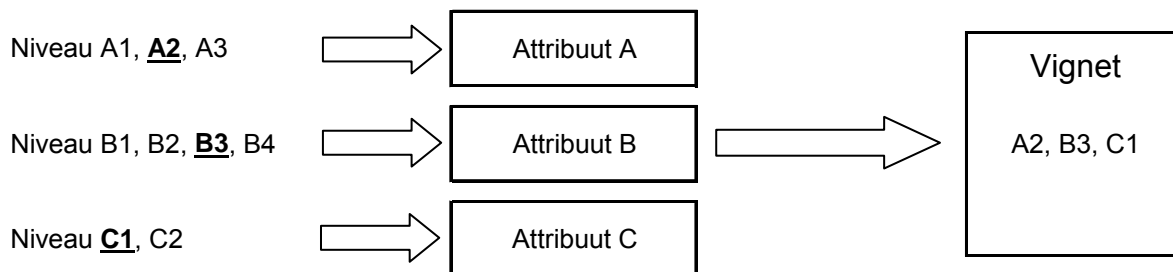 Niveau A1, A2, A3
Attribuut A
Niveau B1, B2, B3, B4
Attribuut B
Niveau C1, C2
Attribuut C
Vignet
A2, B3, C1